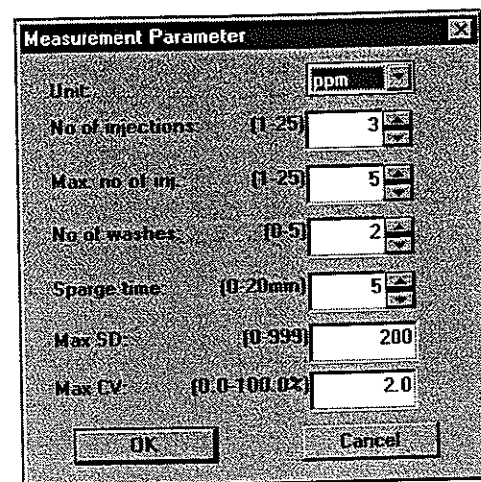 Measurement Parameter
Unit: ppm
No of injections: (1-25) 3
Max. no of inj.: (1-25) 5
No of washes: (0-5) 2
Sparge time: (0-20min) 5
Max SD: (0-999) 200
Max CV: (0.0-100.0%) 2.0
OK Cancel